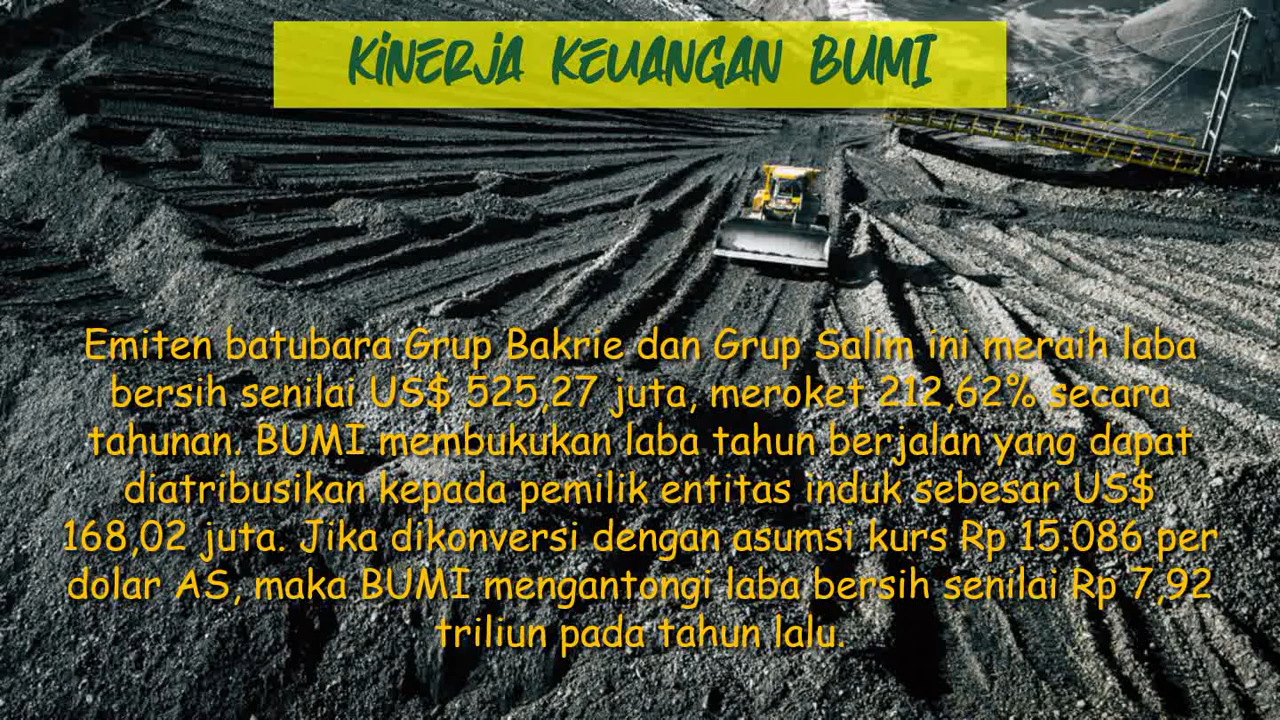 KINERJA KEUANGAN BUMI
Emiten batubara Grup Bakrie dan Grup Salim ini meraih laba
bersih senilai US$ 525,27 juta, meroket 212,62% secara
tahunan. BUMI membukukan laba tahun berjalan yang dapat
diatribusikan kepada pemilik entitas induk sebesar US$
168,02 juta. Jika dikonversi dengan asumsi kurs Rp 15.086 per
dolar AS, maka BUMI mengantongi laba bersih senilai Rp 7,92
triliun pada tahun lalu.